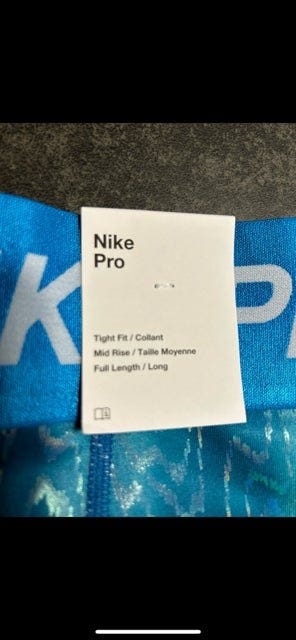 Nike
Pro
K
P
Tight Fit / Collant
Mid Rise / Taille Moyenne
Full Length / Long